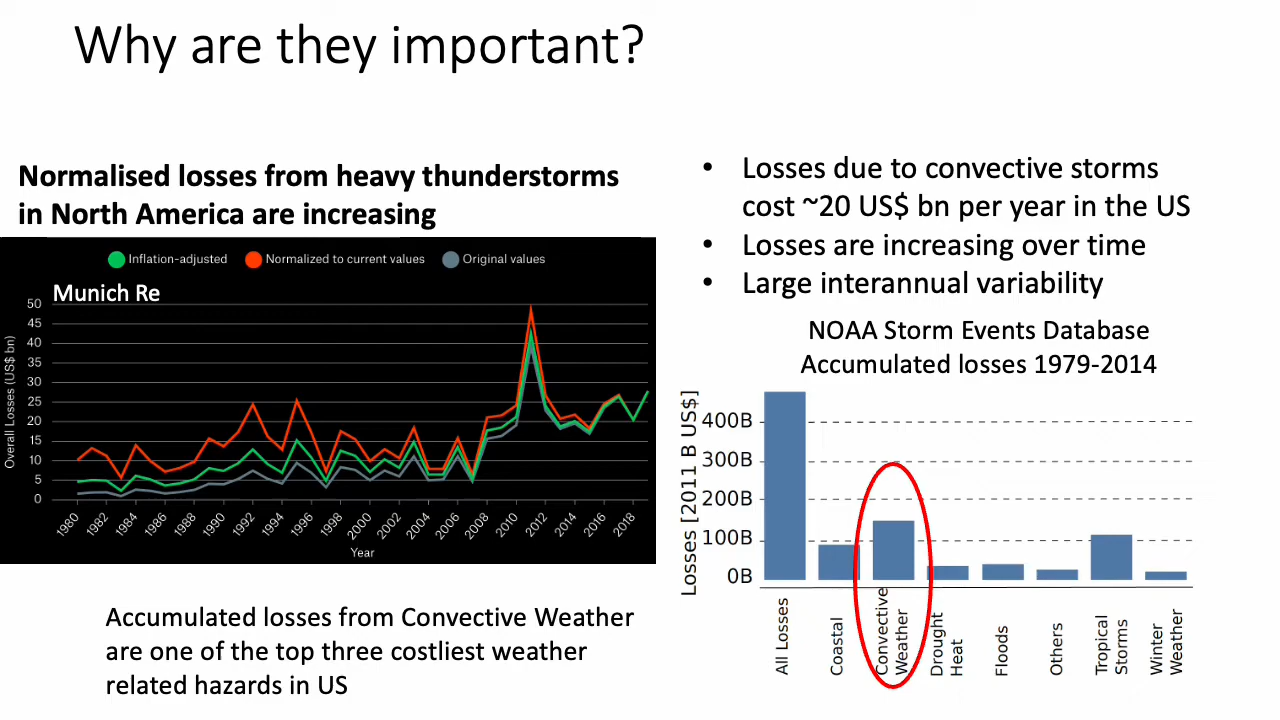 Why are they important?
Normalised losses from heavy thunderstorms
in North America are increasing
Inflation-adjusted
Normalized to current values
Original values
Munich Re
Overall Losses (US$ bn)
50
45
40
35
30
25
20
15
10
5
0
1980
1982
1984
1986
1988
1990
1992
1994
1996
1998
2000
2002
2004
2006
2008
2010
2012
2014
2016
2018
Year
Accumulated losses from Convective Weather
are one of the top three costliest weather
related hazards in US
• Losses due to convective storms
cost ~20 US$ bn per year in the US
• Losses are increasing over time
• Large interannual variability
NOAA Storm Events Database
Accumulated losses 1979-2014
Losses [2011 B US$]
400B
300B
200B
100B
0B
All Losses
Coastal
Convective
Weather
Drought
Heat
Floods
Others
Tropical
Storms
Winter
Weather